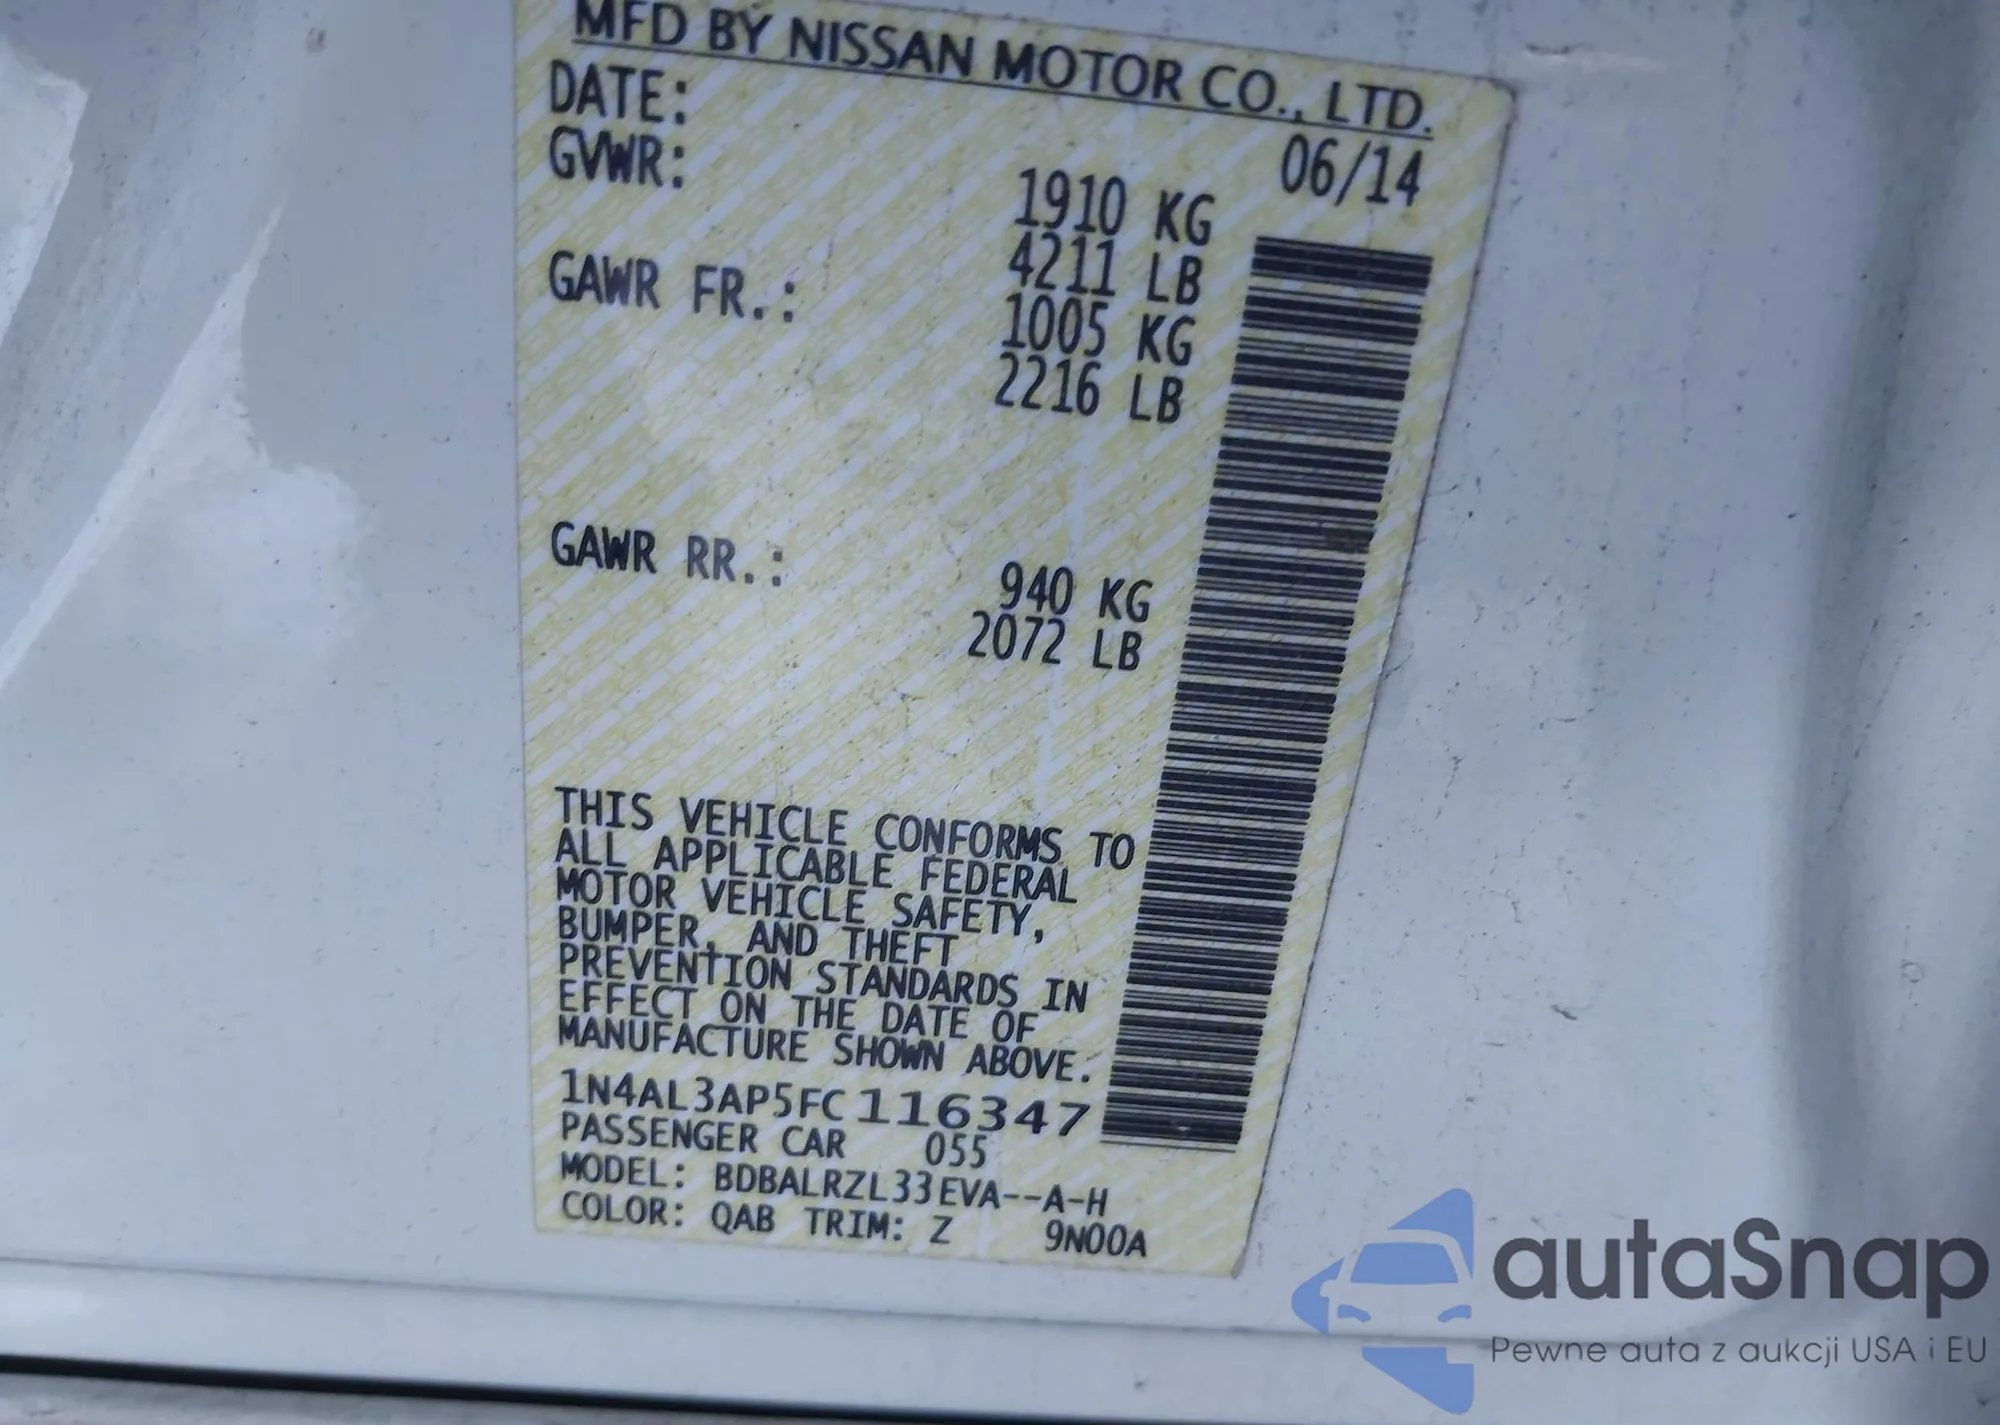 MFD BY NISSAN MOTOR CO., LTD.
DATE: 06/14
GVWR: 1910 KG
4211 LB
GAWR FR.: 1005 KG
2216 LB
GAWR RR.: 940 KG
2072 LB
THIS VEHICLE CONFORMS TO
ALL APPLICABLE FEDERAL
MOTOR VEHICLE SAFETY,
BUMPER, AND THEFT
PREVENTION STANDARDS IN
EFFECT ON THE DATE OF
MANUFACTURE SHOWN ABOVE.
1N4AL3AP5FC116347
PASSENGER CAR 055
MODEL: BDBALRZL33EVA--A-H
COLOR: QAB TRIM: Z 9N00A
autaSnap
Pewne auta z aukcji USA i EU